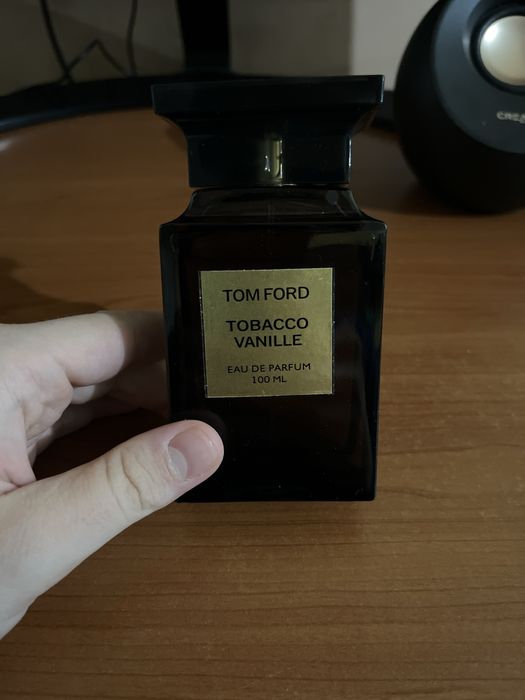 TOM FORD
TOBACCO
VANILLE
EAU DE PARFUM
100 ML